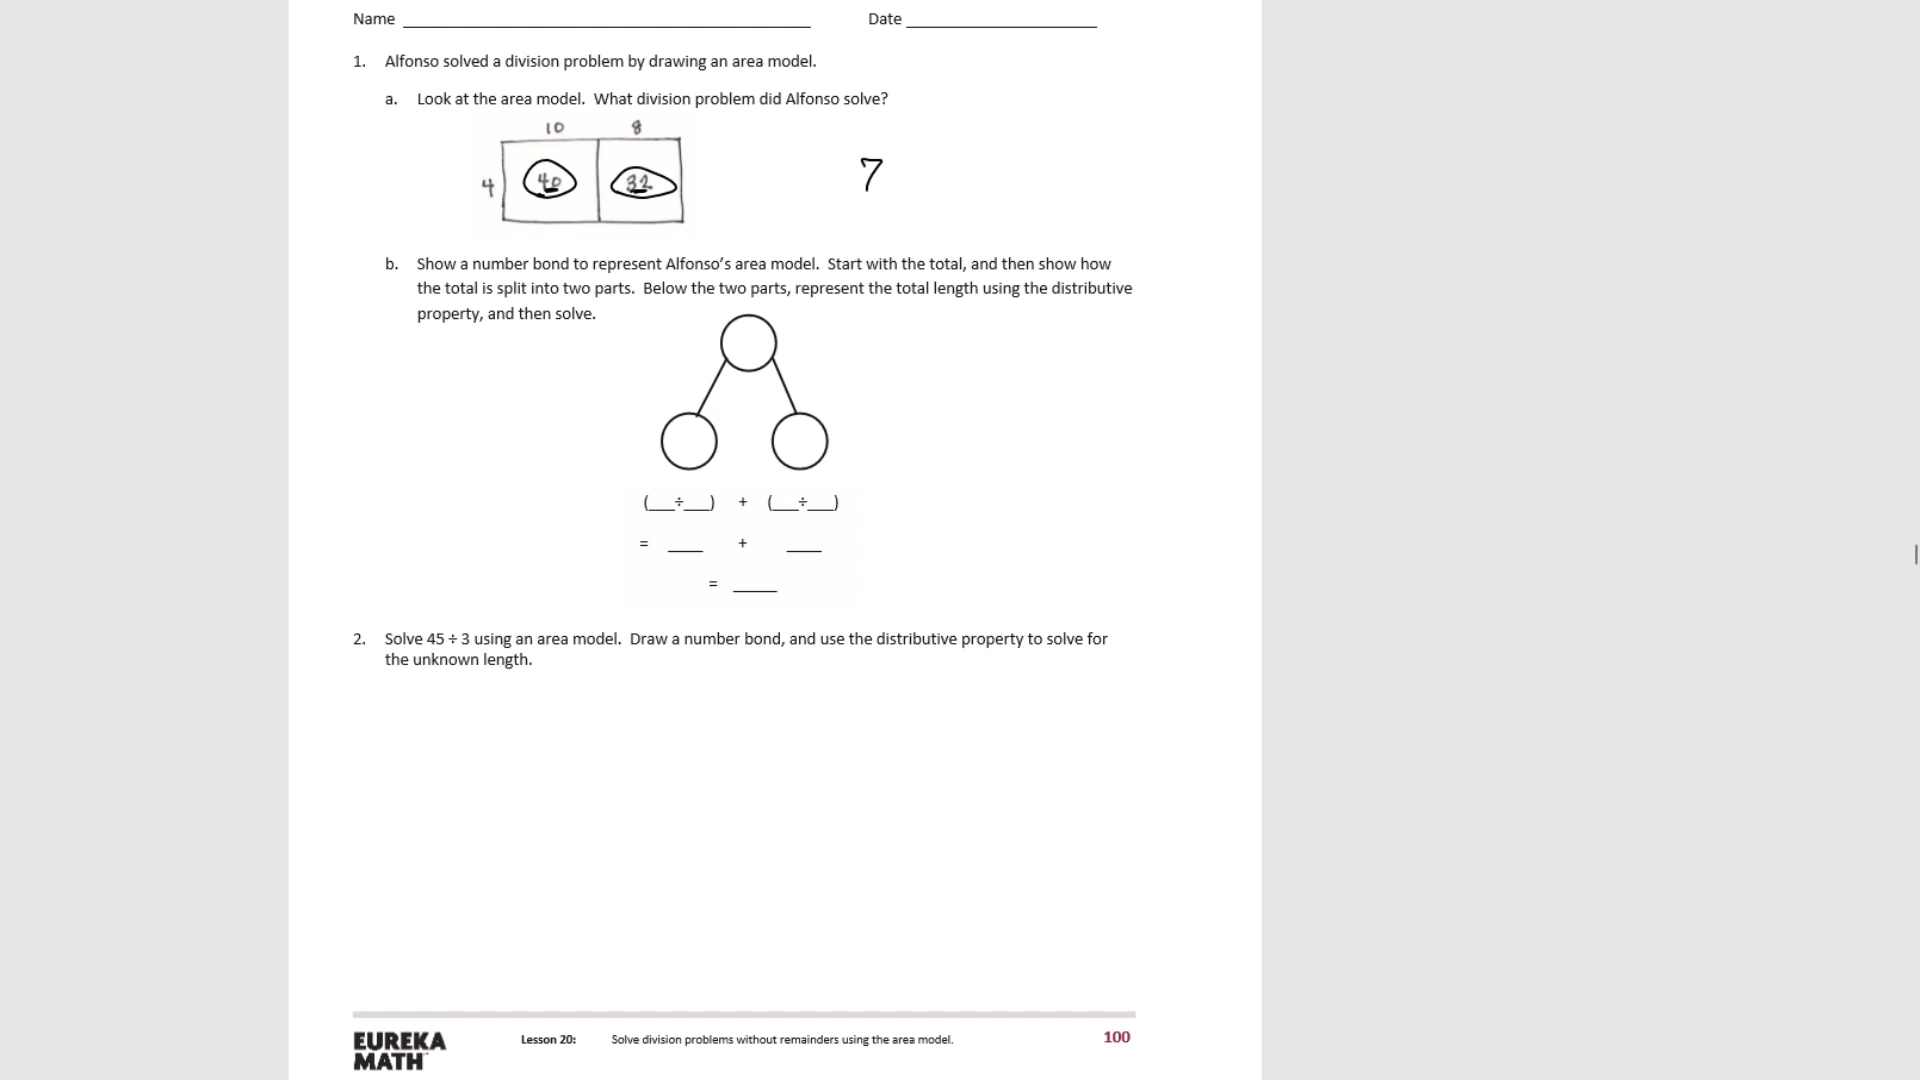 Name Date
1. Alfonso solved a division problem by drawing an area model.
a. Look at the area model. What division problem did Alfonso solve?
10 8
4 40 32 7
b. Show a number bond to represent Alfonso's area model. Start with the total, and then show how
the total is split into two parts. Below the two parts, represent the total length using the distributive
property, and then solve.
(__÷__) + (__÷__)
= ___ + ___
= ____
2. Solve 45 ÷ 3 using an area model. Draw a number bond, and use the distributive property to solve for
the unknown length.
EUREKA
MATH
Lesson 20: Solve division problems without remainders using the area model. 100